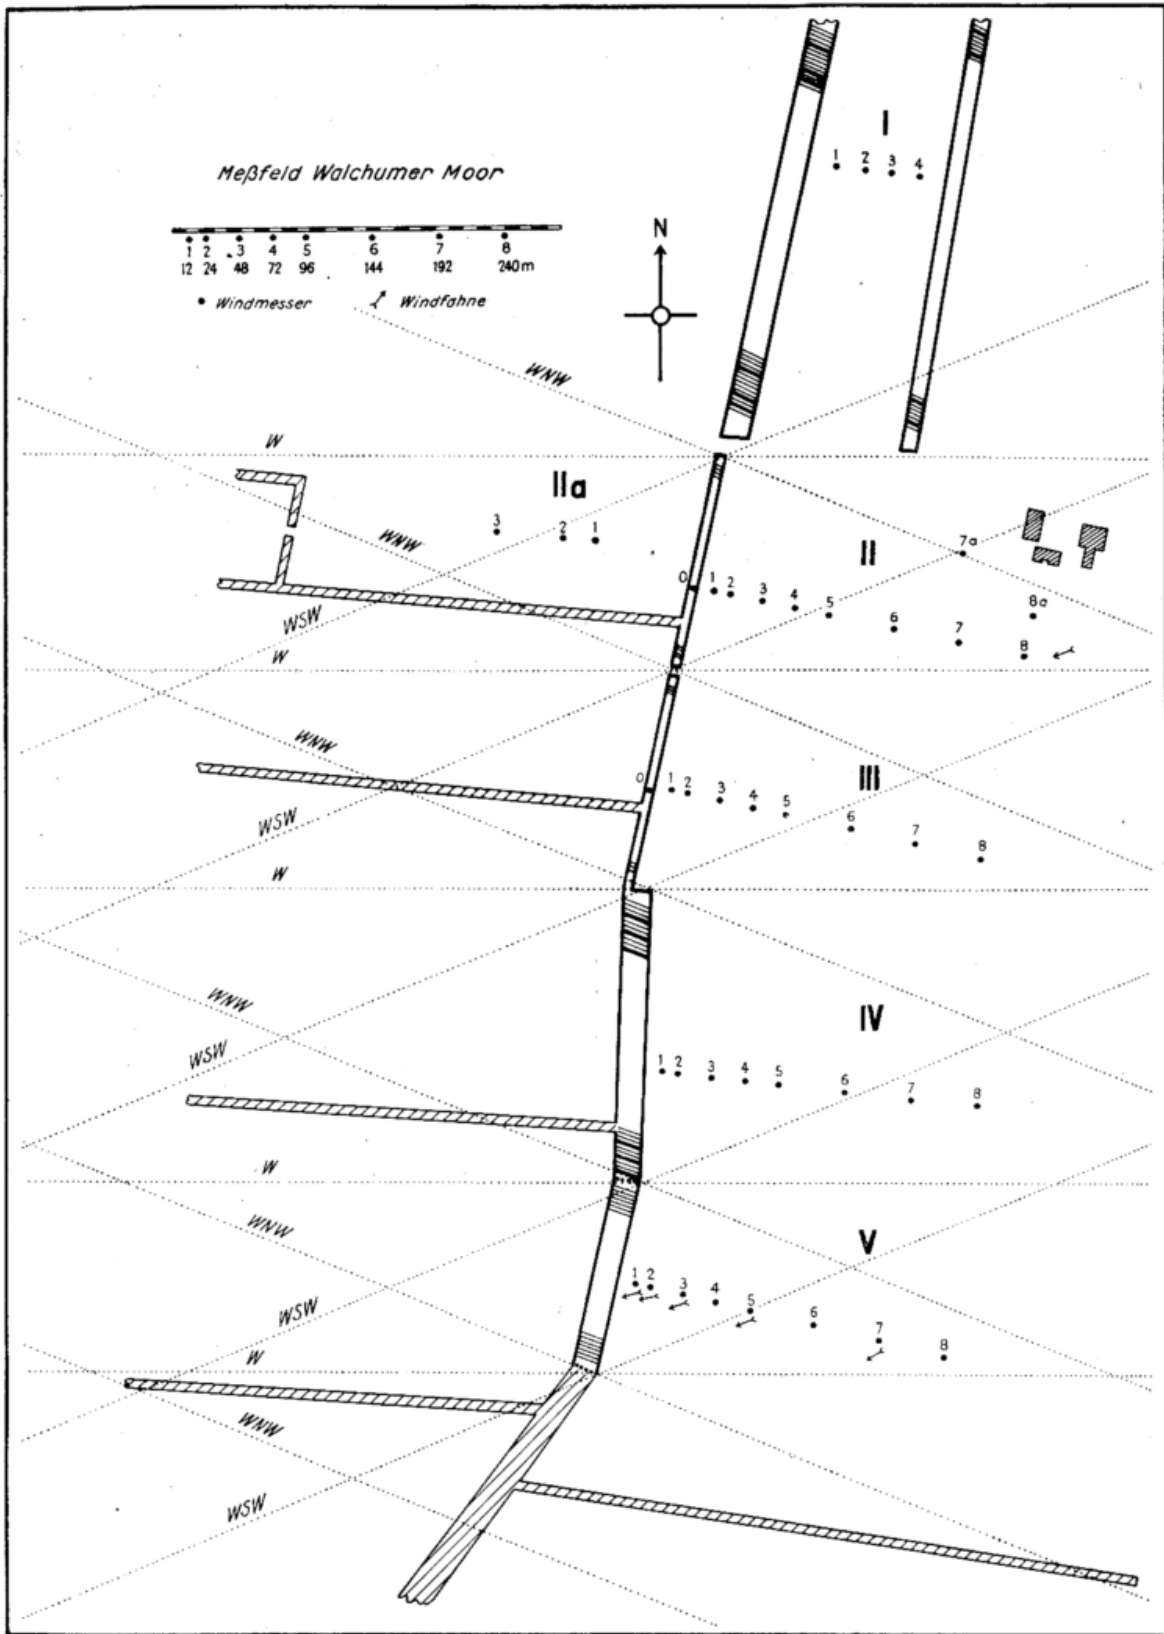 I
1 2 3 4
Meßfeld Walchumer Moor
1 2 3 4 5 6 7 8
12 24 48 72 96 144 192 240 m
Windmesser Windfahne
N
WNW
W
IIa
3 2 1
WNW
II
7a
0 1 2 3 4 5 6 7 8
8a
WSW
W
WNW
III
0 1 2 3 4 5 6 7 8
WSW
W
WNW
IV
WSW
1 2 3 4 5 6 7 8
W
WNW
V
1 2 3 4 5 6 7 8
WSW
W
WNW
WSW